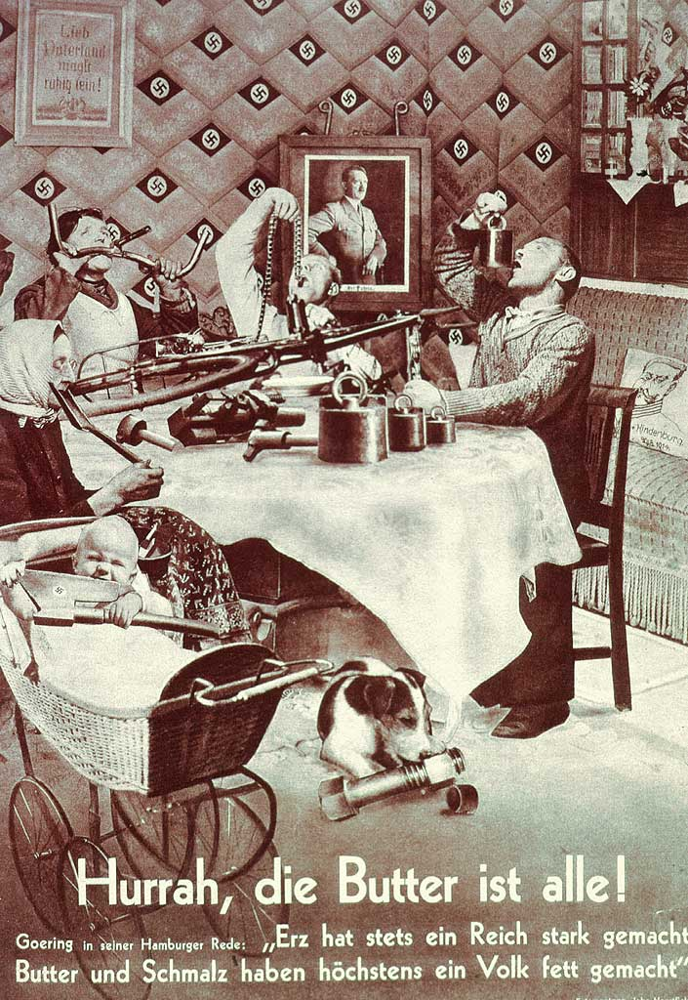 Lieb
Vaterland
magst
ruhig sein!
Hindenburg
Hurrah, die Butter ist alle!
Goering in seiner Hamburger Rede: „Erz hat stets ein Reich stark gemacht
Butter und Schmalz haben höchstens ein Volk fett gemacht"